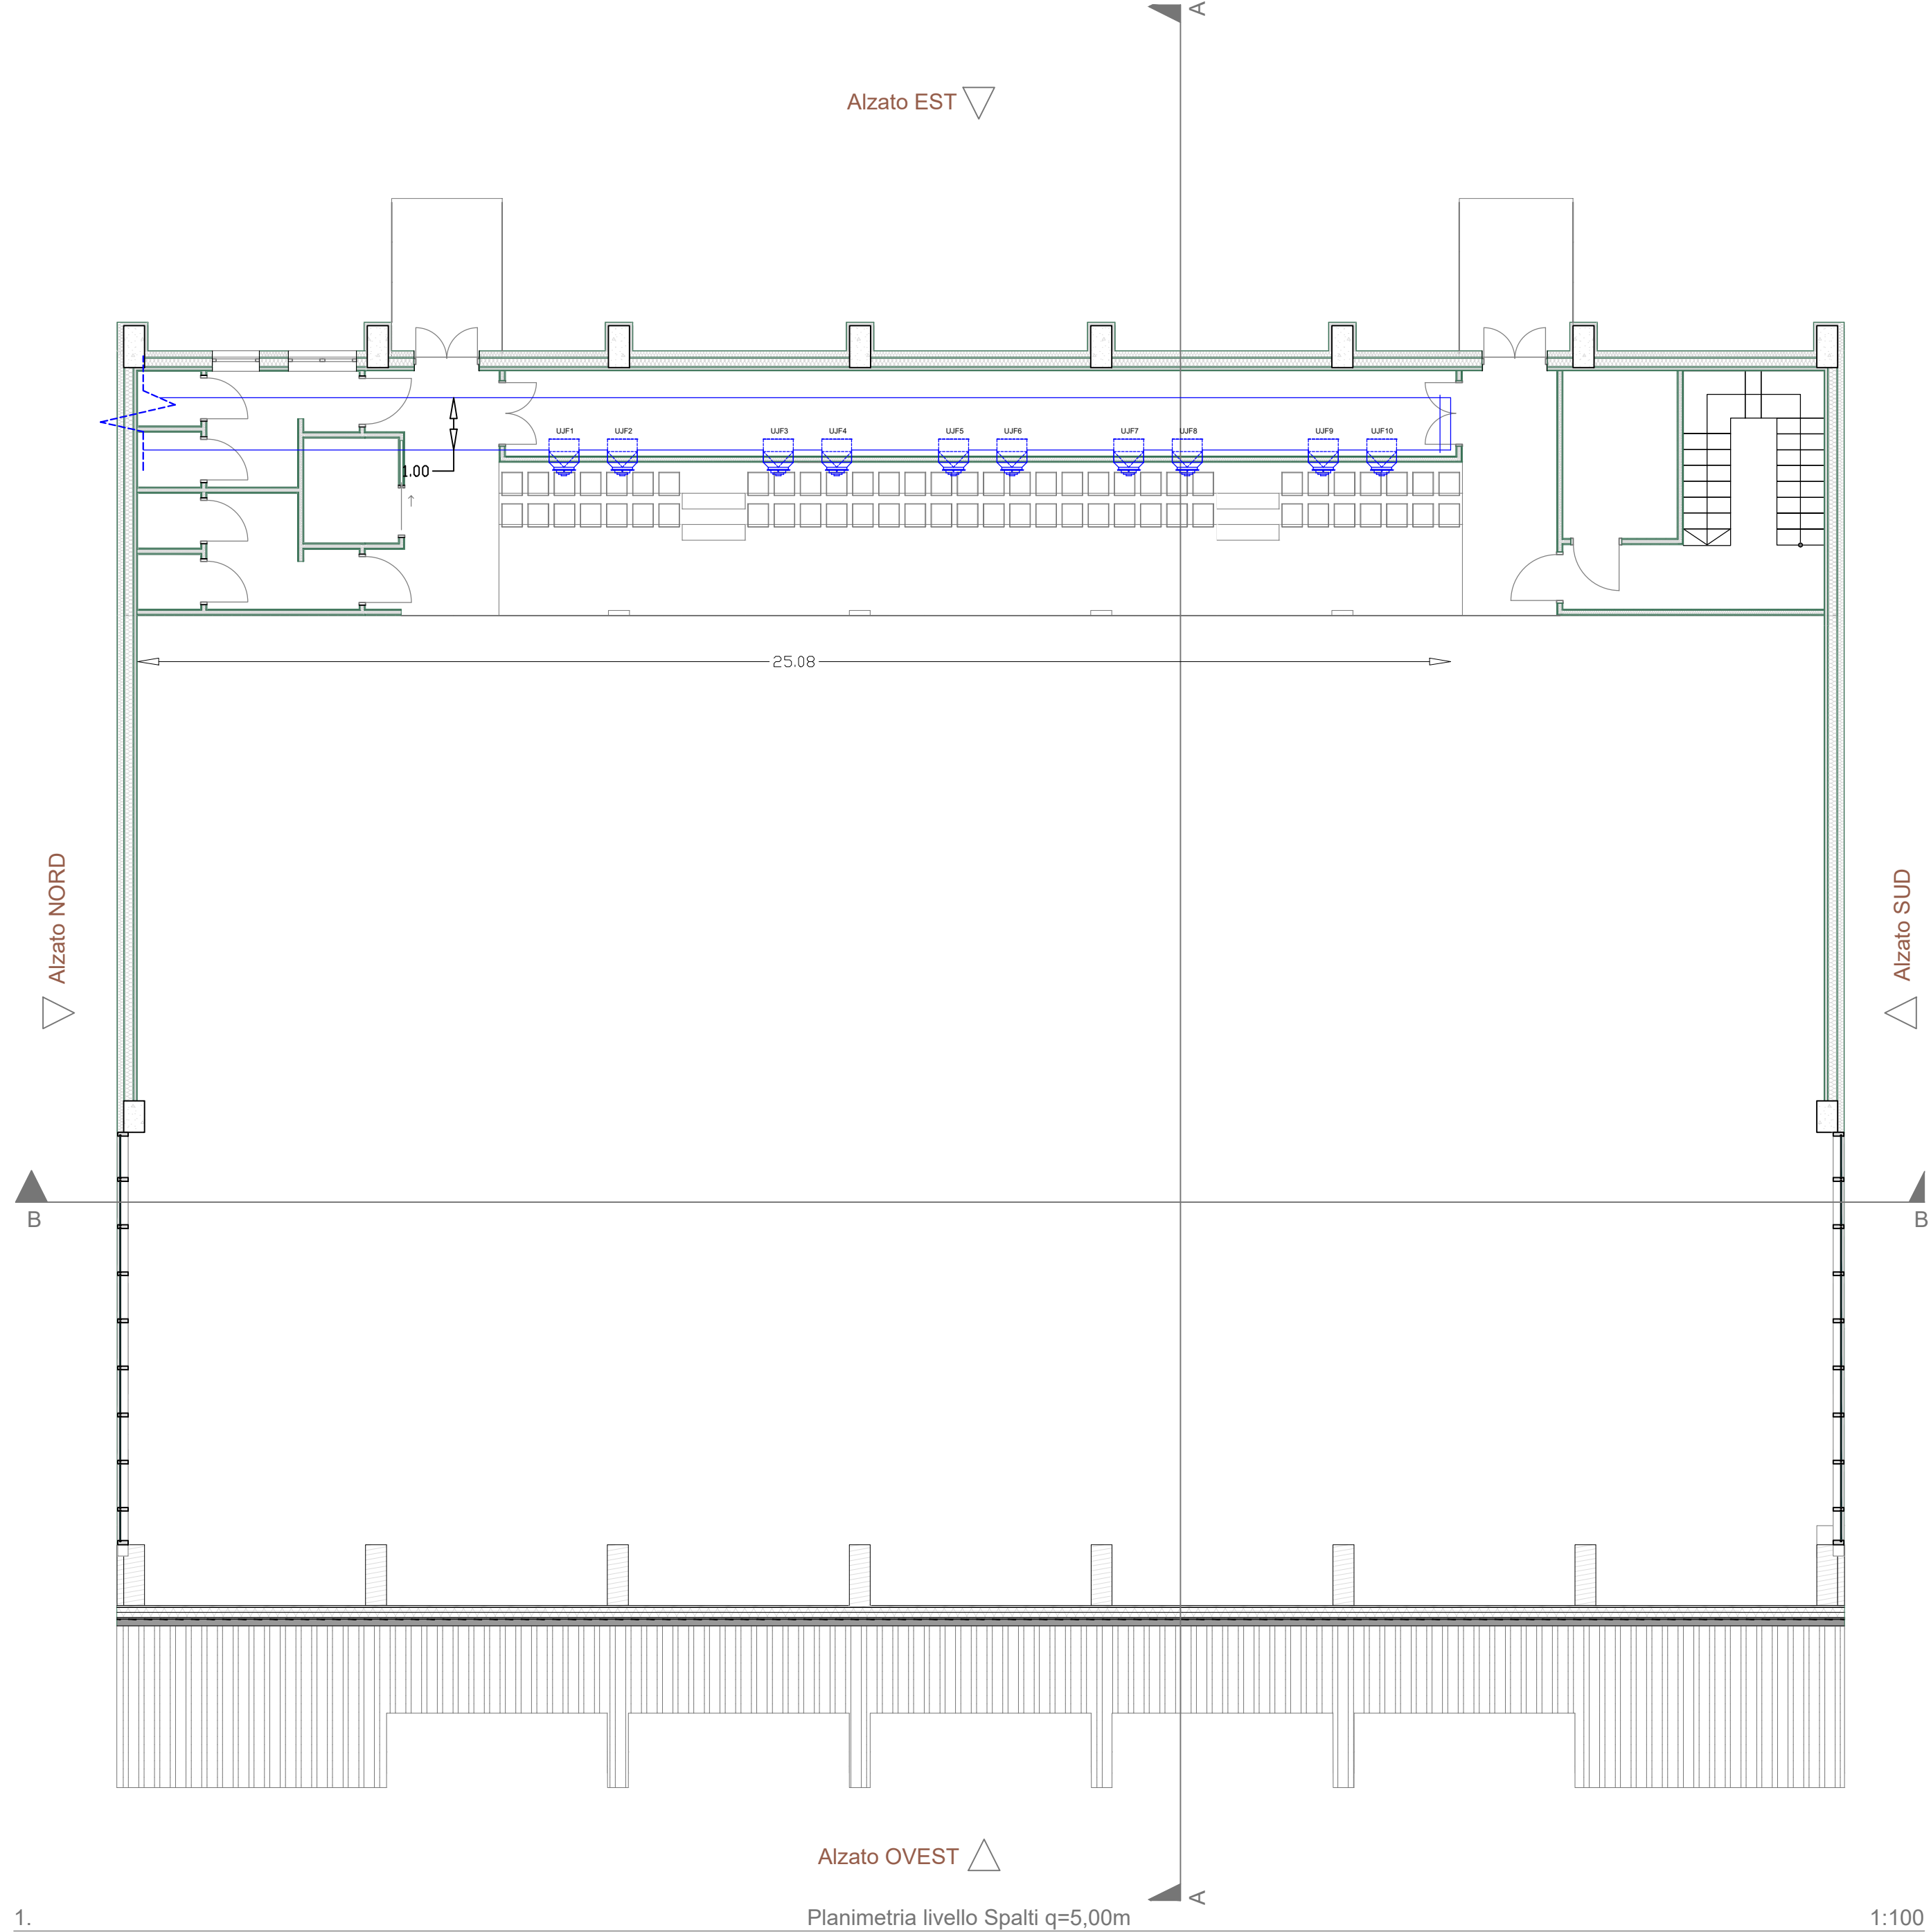 A
Alzato EST
UJF1 UJF2 UJF3 UJF4 UJF5 UJF6 UJF7 UJF8 UJF9 UJF10
1.00
25.08
Alzato NORD
Alzato SUD
B B
Alzato OVEST
A
1. Planimetria livello Spalti q=5,00m 1:100